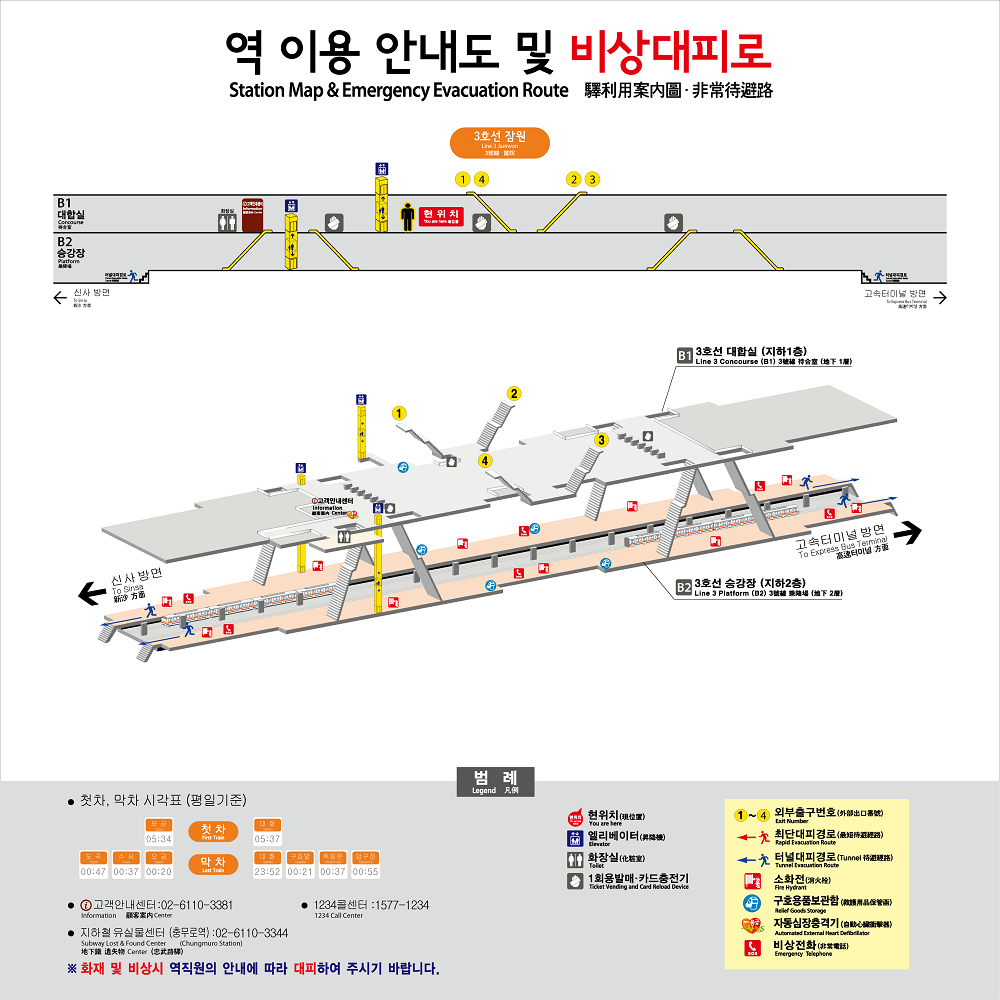 역 이용 안내도 및 비상대피로
Station Map & Emergency Evacuation Route 驛利用案內圖·非常待避路
3호선 잠원
Line 3 Jamwon
1 4 2 3
B1
대합실
Concourse
待合室
화장실
현 위 치
You are here
B2
승강장
Platform
乘降場
터널대피경로
터널대피경로
신사 방면
To Sinsa
新沙 方面
고속터미널 방면
To Express Bus Terminal
高速터미널 方面
B1 3호선 대합실 (지하1층)
Line 3 Concourse (B1) 3號線 待合室 (地下 1層)
1
2
3
4
고객안내센터
Information
顧客案內 Center
신사 방면
To Sinsa
新沙 方面
고속터미널 방면
To Express Bus Terminal
高速터미널 方面
B2 3호선 승강장 (지하2층)
Line 3 Platform (B2) 3號線 乘降場 (地下 2層)
범 례
Legend 凡例
● 첫차, 막차 시각표 (평일기준)
오 금 첫 차 대 화
05:34 First Train 05:37
도 곡 수 서 오 금 막 차 대 화 구파발 독립문 압구정
00:47 00:37 00:20 Last Train 23:52 00:21 00:37 00:55
● 고객안내센터:02-6110-3381
Information 顧客案內 Center
● 1234콜센터 :1577-1234
1234 Call Center
● 지하철 유실물센터 (충무로역) :02-6110-3344
Subway Lost & Found Center (Chungmuro Station)
地下鐵 遺失物 Center (忠武路驛)
※ 화재 및 비상시 역직원의 안내에 따라 대피하여 주시기 바랍니다.
현위치(現位置)
You are here
엘리베이터(昇降機)
Elevator
화장실(化粧室)
Toilet
1회용발매·카드충전기
Ticket Vending and Card Reload Device
1~4 외부출구번호(外部出口番號)
Exit Number
최단대피경로(最短待避經路)
Rapid Evacuation Route
터널대피경로(Tunnel 待避經路)
Tunnel Evacuation Route
소화전(消火栓)
Fire Hydrant
구호용품보관함(救護用品保管函)
Relief Goods Storage
자동심장충격기(自動心臟衝擊器)
Automated External Heart Defibrillator
비상전화(非常電話)
Emergency Telephone